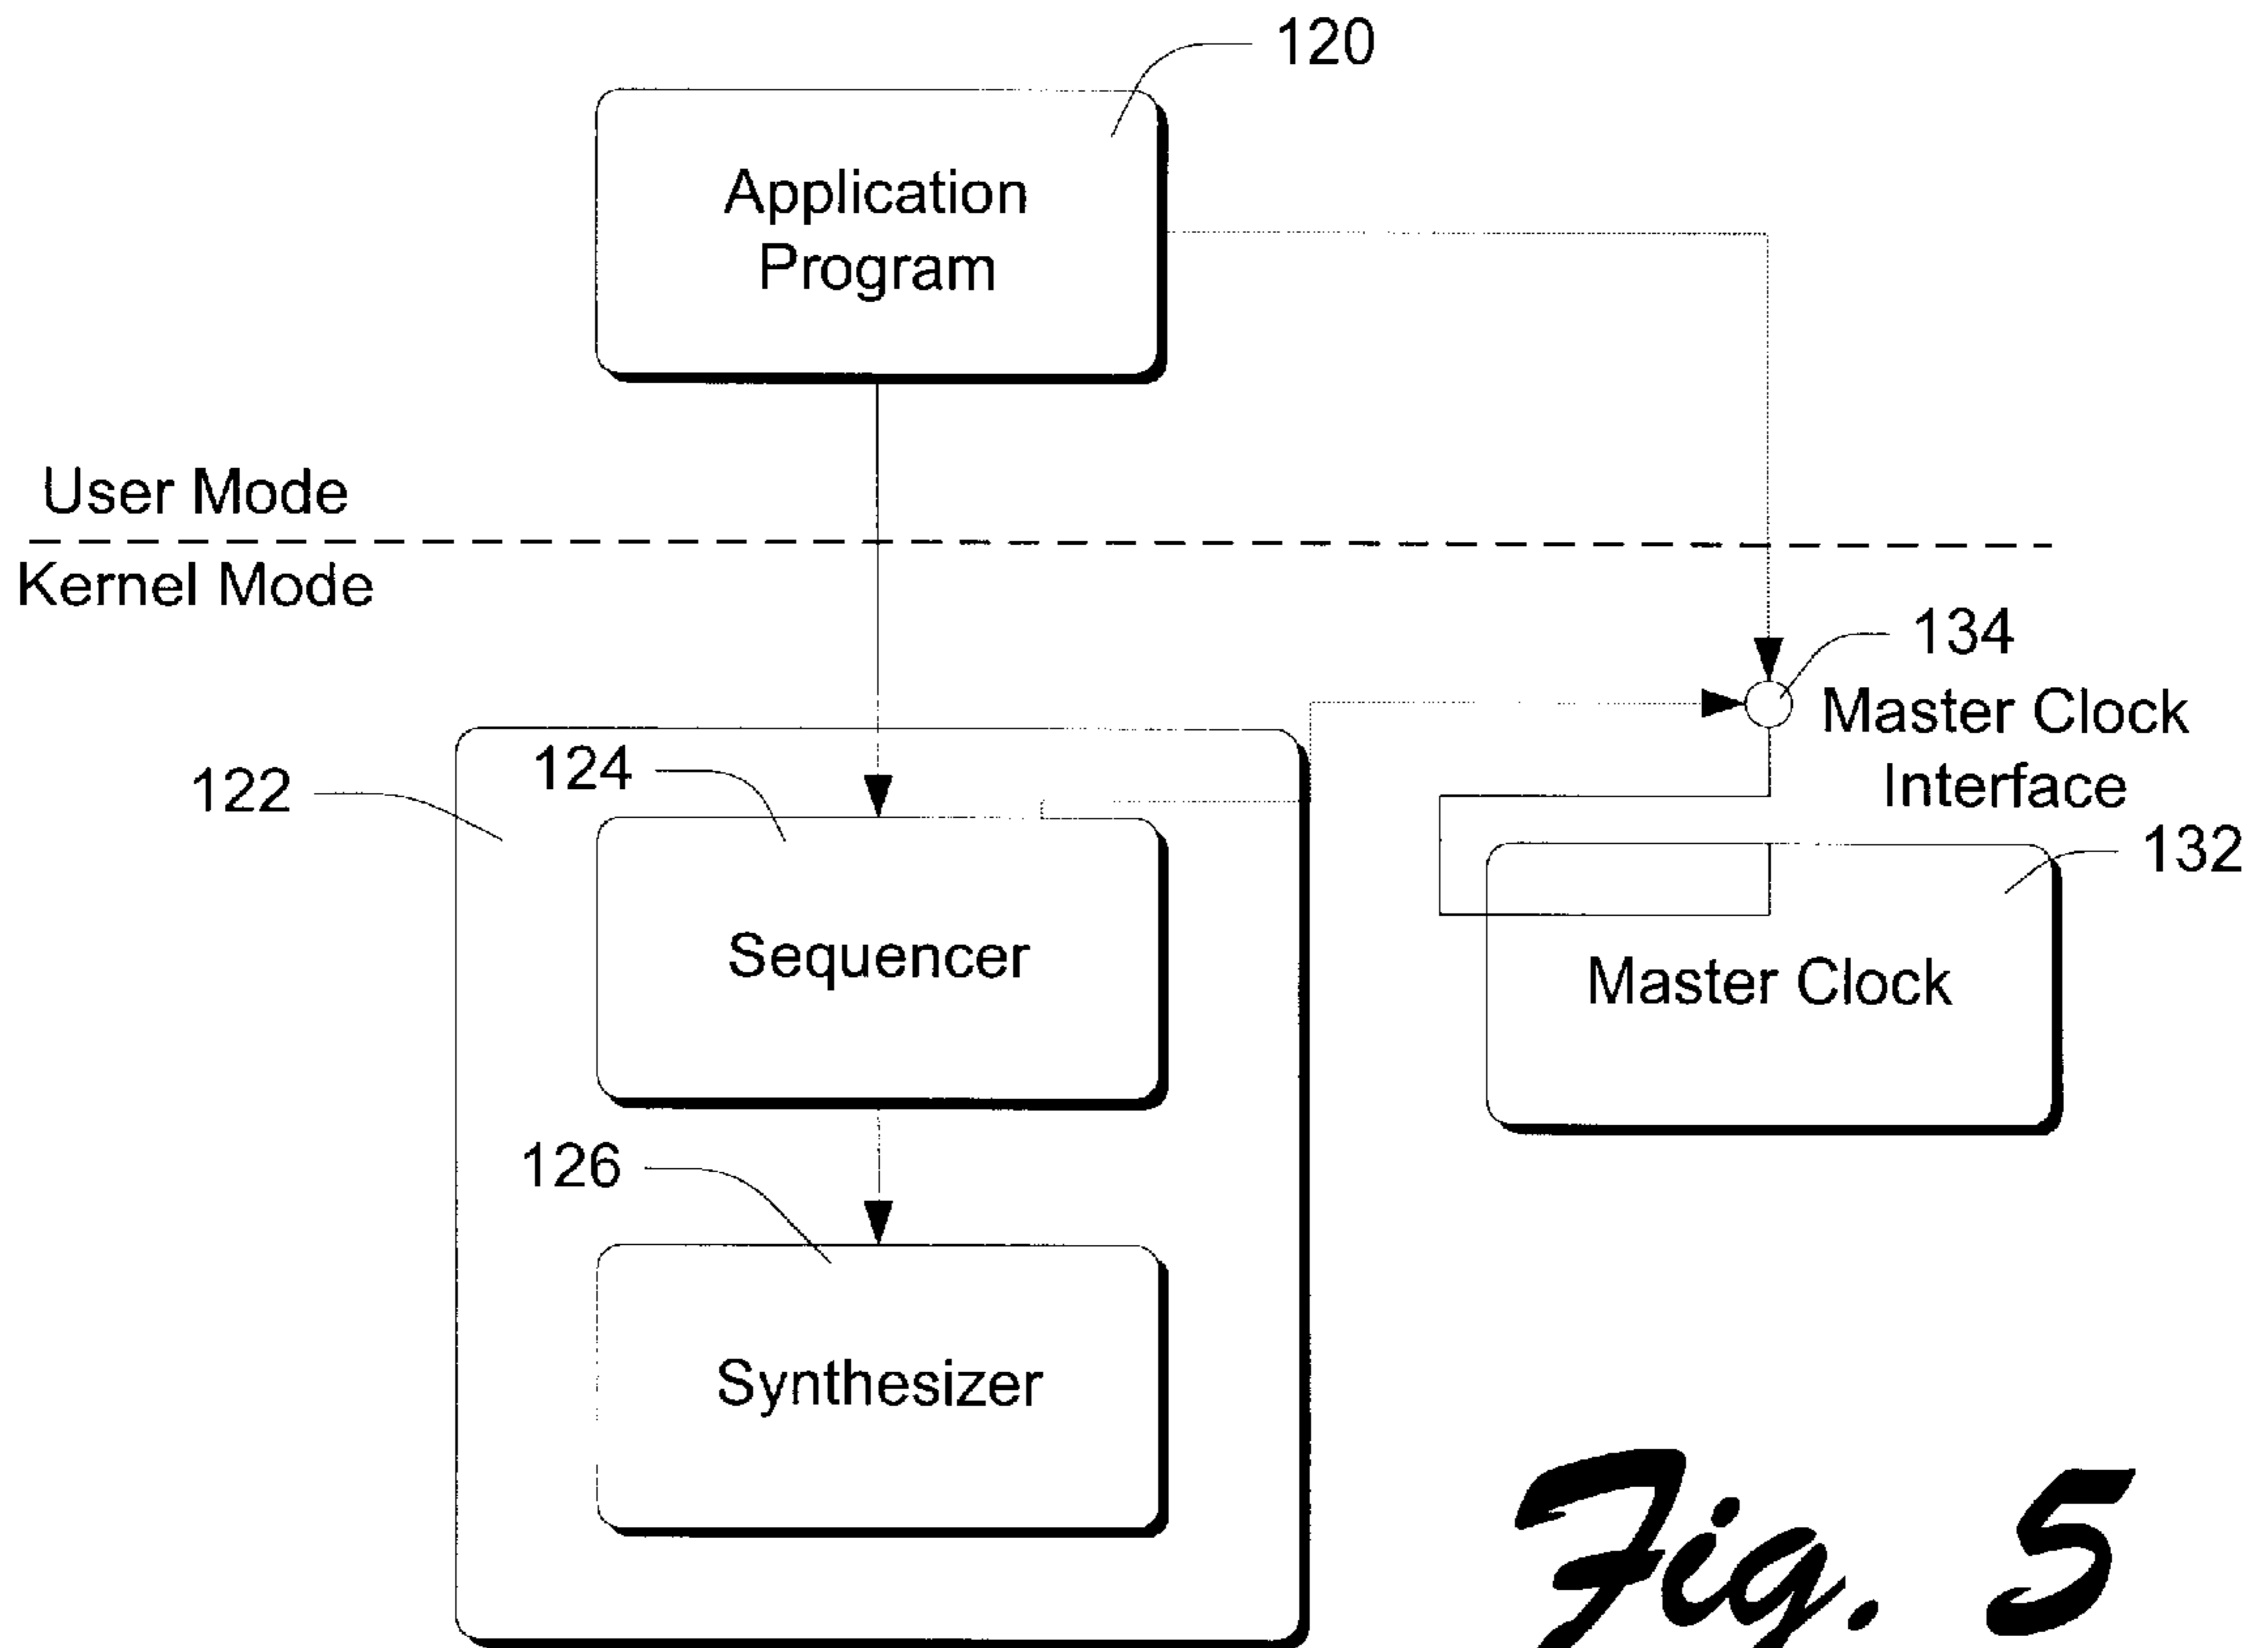 120
Application
Program
User Mode
Kernel Mode
134
Master Clock
Interface
122
124
132
Sequencer
Master Clock
126
Synthesizer
Fig. 5